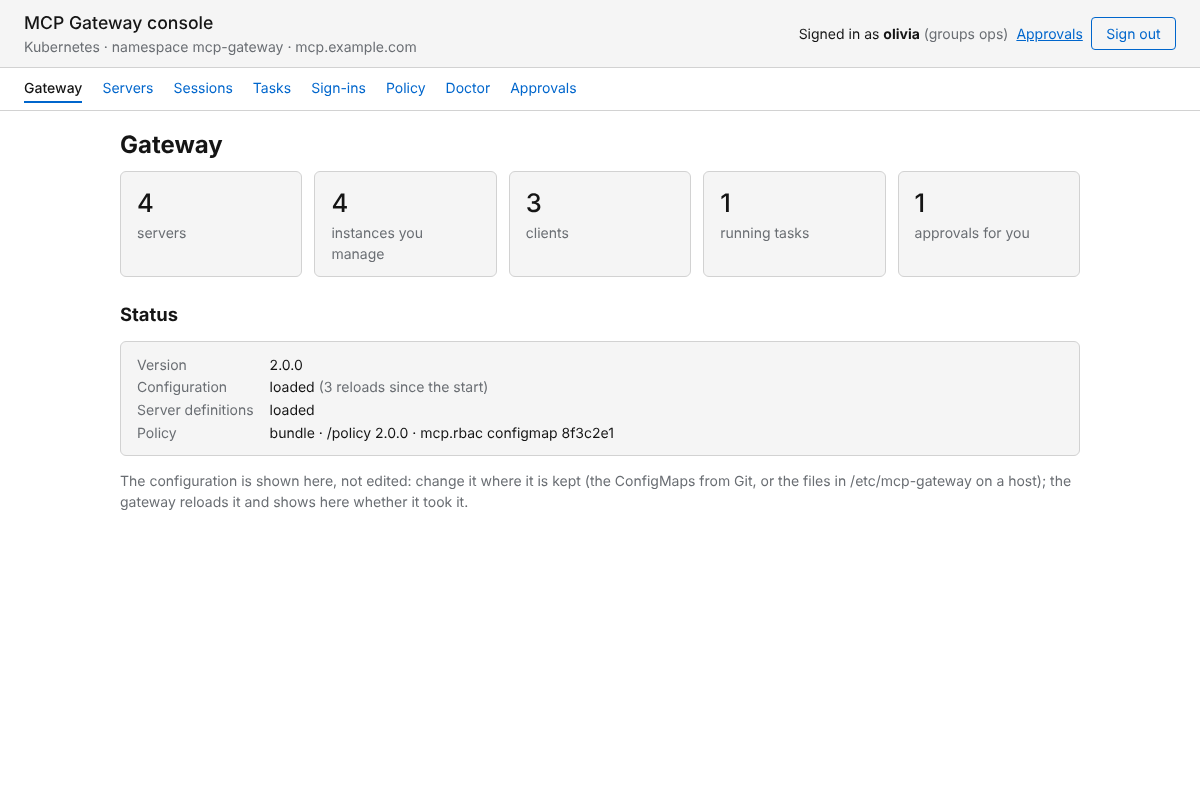 MCP Gateway console
Kubernetes · namespace mcp-gateway · mcp.example.com
Signed in as olivia (groups ops) Approvals Sign out
Gateway Servers Sessions Tasks Sign-ins Policy Doctor Approvals
Gateway
4
servers
4
instances you
manage
3
clients
1
running tasks
1
approvals for you
Status
Version 2.0.0
Configuration loaded (3 reloads since the start)
Server definitions loaded
Policy bundle · /policy 2.0.0 · mcp.rbac configmap 8f3c2e1
The configuration is shown here, not edited: change it where it is kept (the ConfigMaps from Git, or the files in /etc/mcp-gateway on a host); the
gateway reloads it and shows here whether it took it.